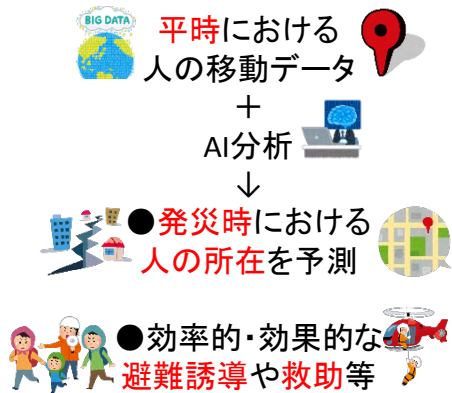 BIG DATA
平時における
人の移動データ
＋
AI分析
↓
●発災時における
人の所在を予測
●効率的・効果的な
避難誘導や救助等